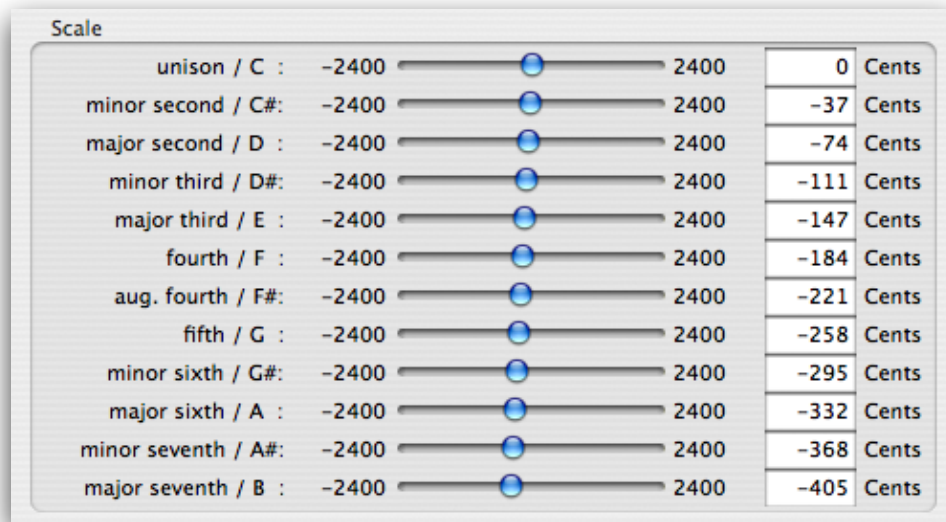 Scale
unison / C : -2400 2400 0 Cents
minor second / C#: -2400 2400 -37 Cents
major second / D : -2400 2400 -74 Cents
minor third / D#: -2400 2400 -111 Cents
major third / E : -2400 2400 -147 Cents
fourth / F : -2400 2400 -184 Cents
aug. fourth / F#: -2400 2400 -221 Cents
fifth / G : -2400 2400 -258 Cents
minor sixth / G#: -2400 2400 -295 Cents
major sixth / A : -2400 2400 -332 Cents
minor seventh / A#: -2400 2400 -368 Cents
major seventh / B : -2400 2400 -405 Cents